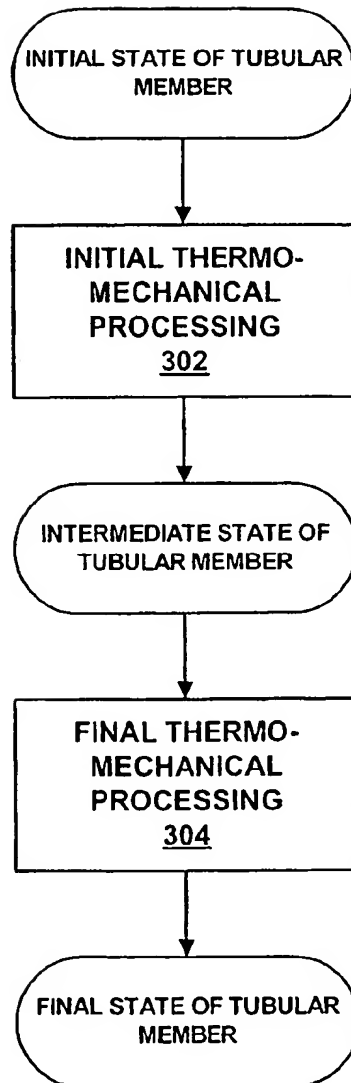 INITIAL STATE OF TUBULAR
MEMBER
INITIAL THERMO-
MECHANICAL
PROCESSING
302
INTERMEDIATE STATE OF
TUBULAR MEMBER
FINAL THERMO-
MECHANICAL
PROCESSING
304
FINAL STATE OF TUBULAR
MEMBER